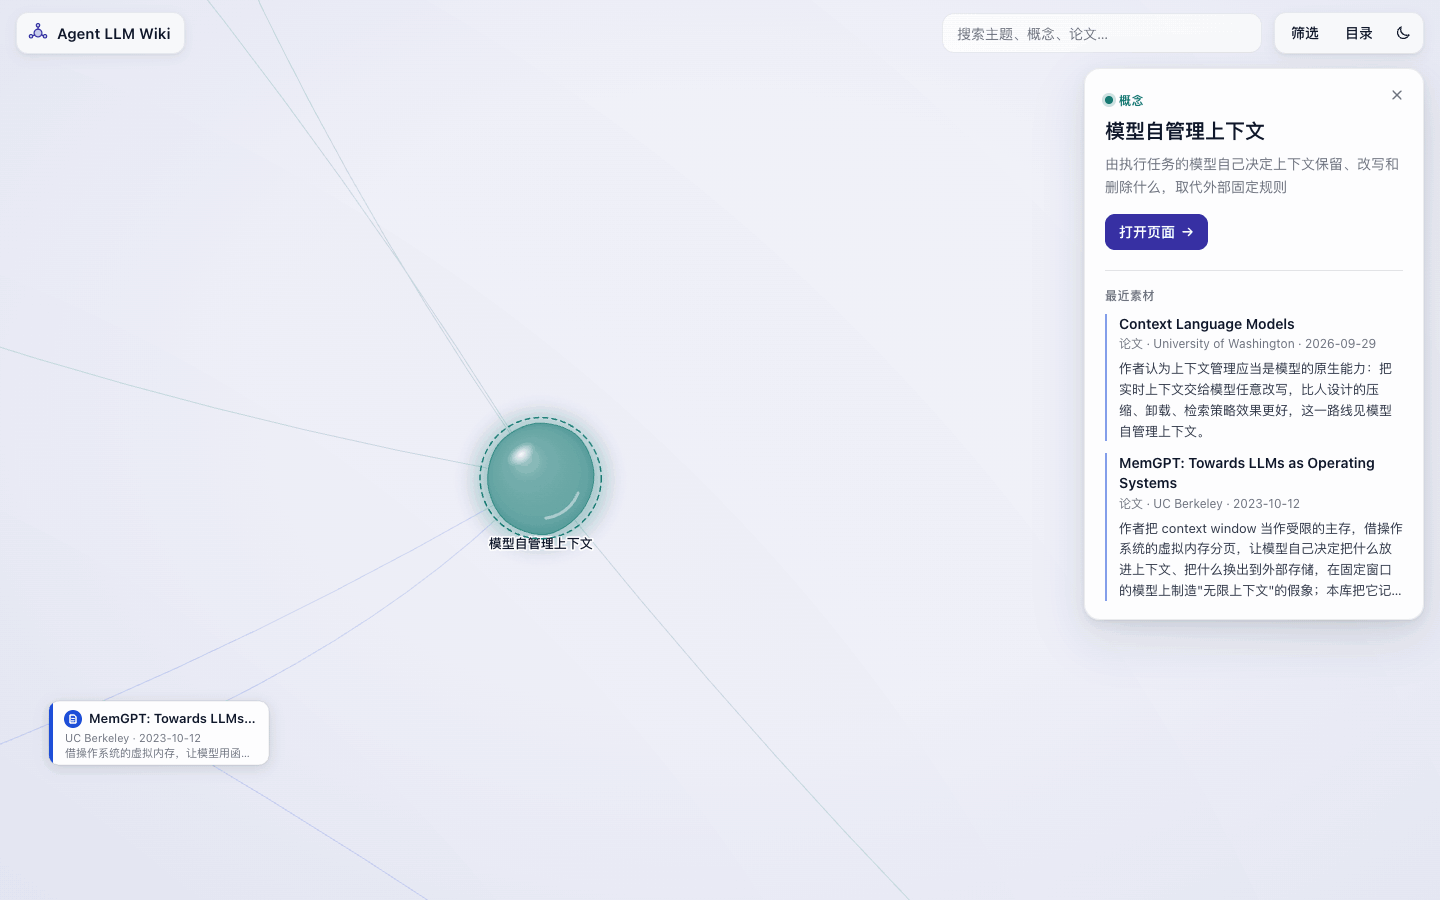 Agent LLM Wiki
搜索主题、概念、论文...
筛选
目录
概念
模型自管理上下文
由执行任务的模型自己决定上下文保留、改写和
删除什么，取代外部固定规则
打开页面 →
最近素材
Context Language Models
论文 · University of Washington · 2026-09-29
作者认为上下文管理应当是模型的原生能力：把
实时上下文交给模型任意改写，比人设计的压
缩、卸载、检索策略效果更好，这一路线见模型
自管理上下文。
MemGPT: Towards LLMs as Operating
Systems
论文 · UC Berkeley · 2023-10-12
作者把 context window 当作受限的主存，借操作
系统的虚拟内存分页，让模型自己决定把什么放
进上下文、把什么换出到外部存储，在固定窗口
的模型上制造"无限上下文"的假象；本库把它记...
模型自管理上下文
MemGPT: Towards LLMs...
UC Berkeley · 2023-10-12
借操作系统的虚拟内存，让模型用函...